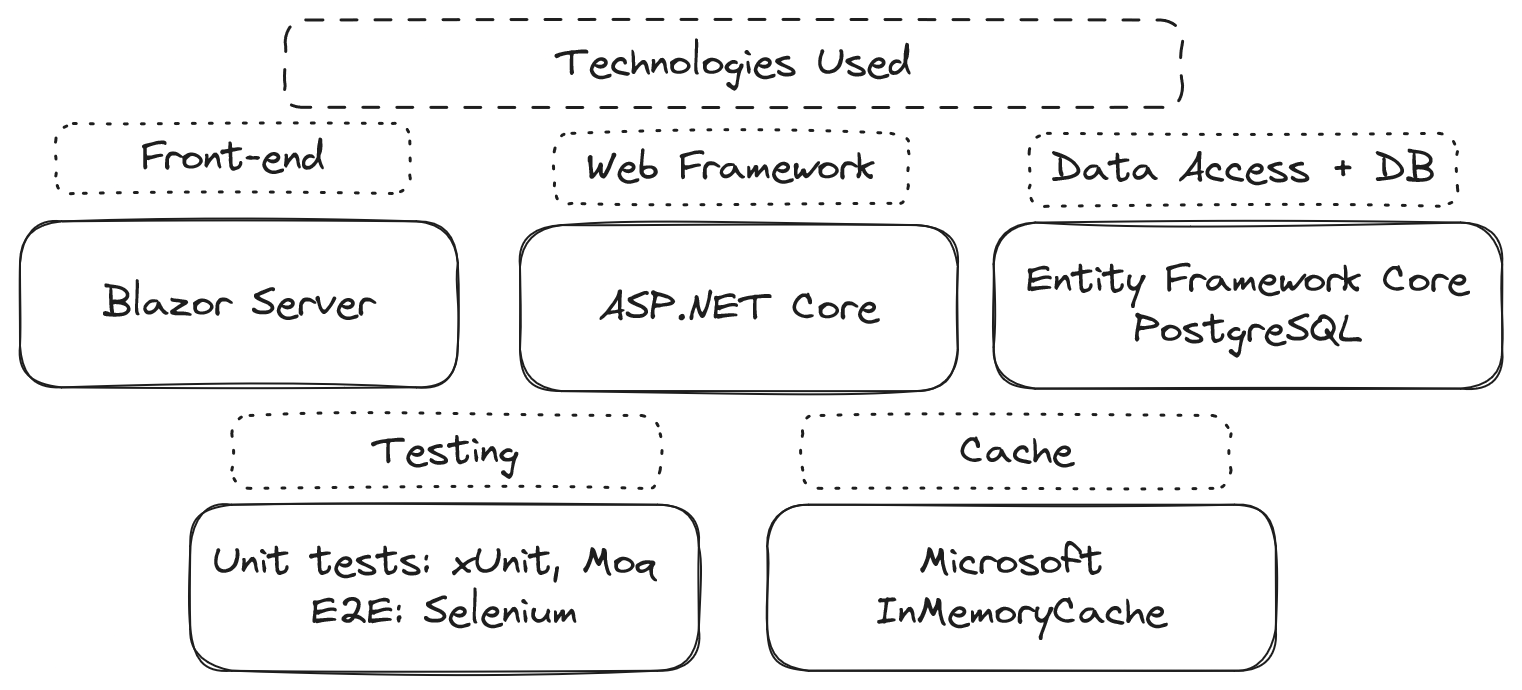 Technologies Used
Front-end
Web Framework
Data Access + DB
Blazor Server
ASP.NET Core
Entity Framework Core
PostgreSQL
Testing
Cache
Unit tests: xUnit, Moq
E2E: Selenium
Microsoft
InMemoryCache